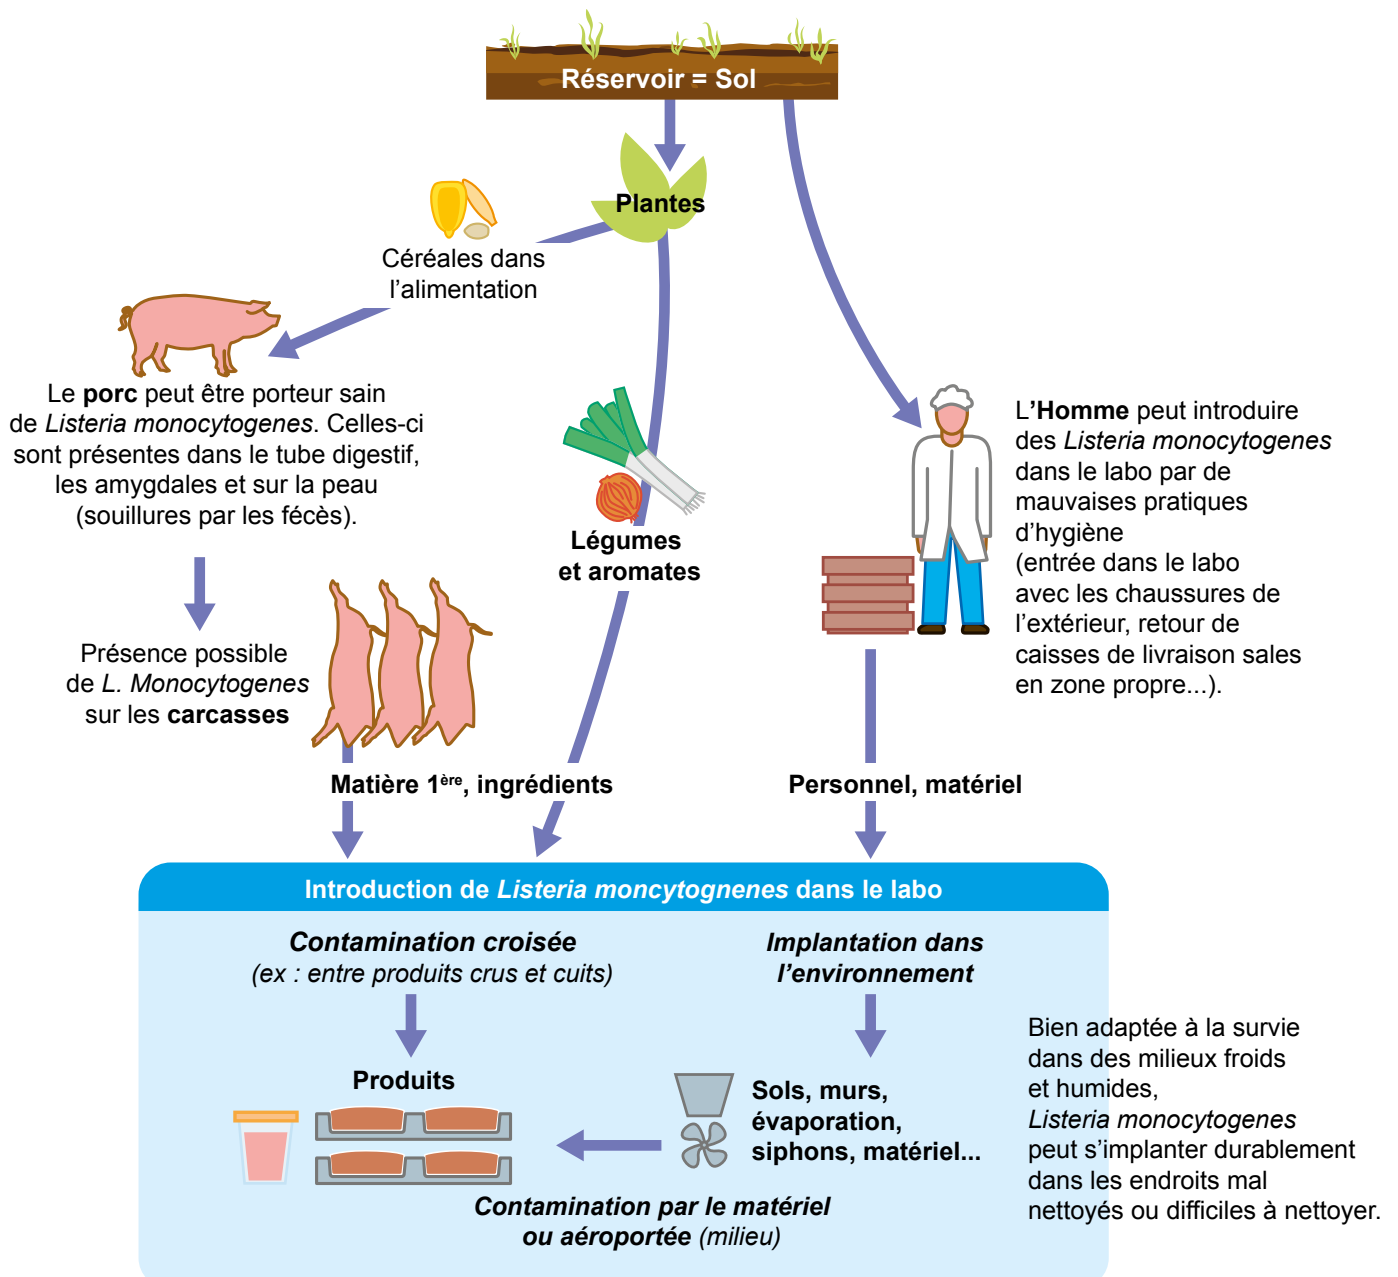 Réservoir = Sol
Plantes
Céréales dans
l’alimentation
Le porc peut être porteur sain
de Listeria monocytogenes. Celles-ci
sont présentes dans le tube digestif,
les amygdales et sur la peau
(souillures par les fécès).
Présence possible
de L. Monocytogenes
sur les carcasses
Légumes
et aromates
L’Homme peut introduire
des Listeria monocytogenes
dans le labo par de
mauvaises pratiques
d’hygiène
(entrée dans le labo
avec les chaussures de
l’extérieur, retour de
caisses de livraison sales
en zone propre...).
Matière 1ère, ingrédients
Personnel, matériel
Introduction de Listeria moncytognenes dans le labo
Contamination croisée
(ex : entre produits crus et cuits)
Implantation dans
l’environnement
Produits
Sols, murs,
évaporation,
siphons, matériel...
Contamination par le matériel
ou aéroportée (milieu)
Bien adaptée à la survie
dans des milieux froids
et humides,
Listeria monocytogenes
peut s’implanter durablement
dans les endroits mal
nettoyés ou difficiles à nettoyer.